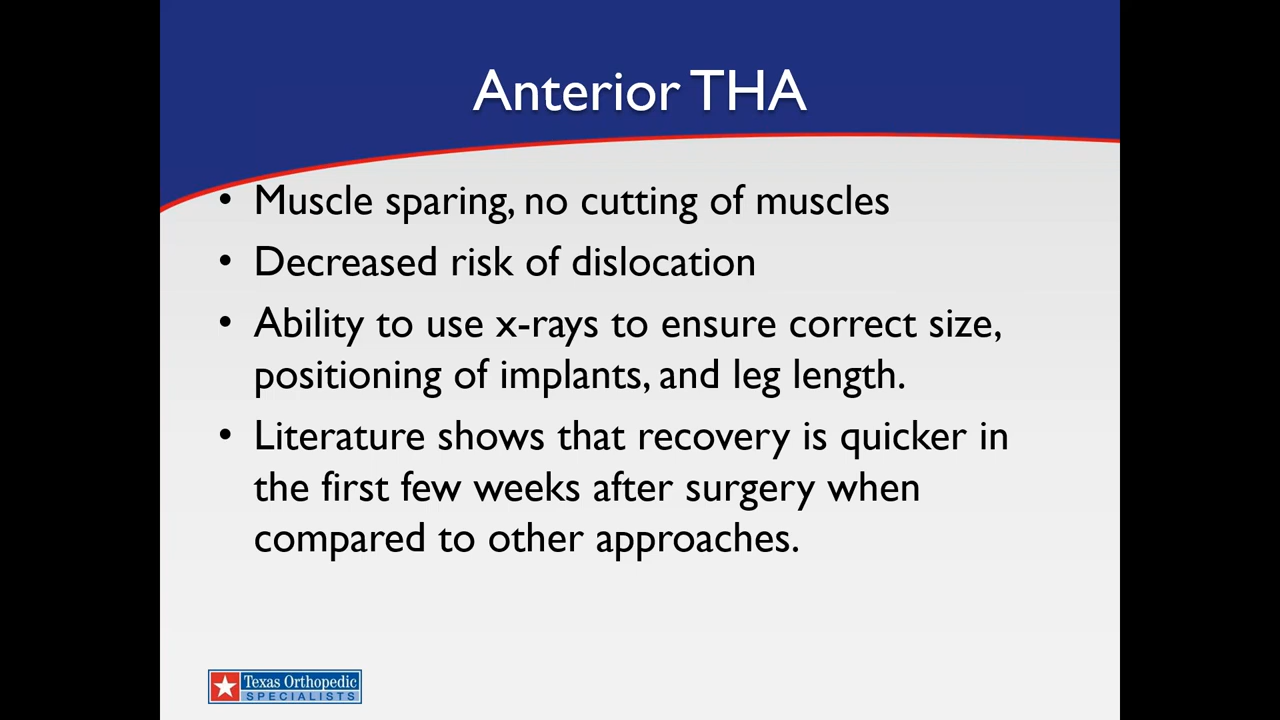 Anterior THA
• Muscle sparing, no cutting of muscles
• Decreased risk of dislocation
• Ability to use x-rays to ensure correct size,
positioning of implants, and leg length.
• Literature shows that recovery is quicker in
the first few weeks after surgery when
compared to other approaches.
Texas Orthopedic
SPECIALISTS